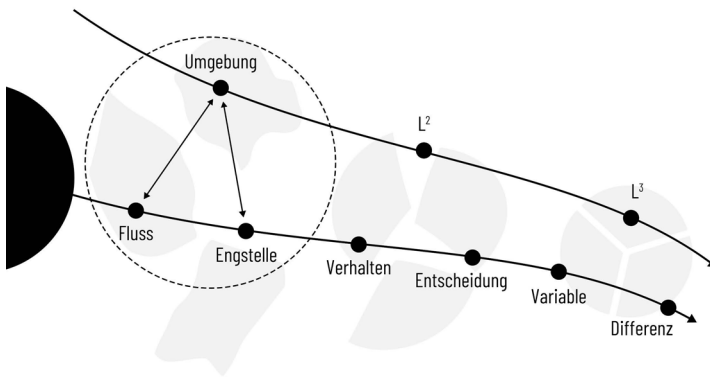 Umgebung
L²
L³
Fluss
Engstelle
Verhalten
Entscheidung
Variable
Differenz